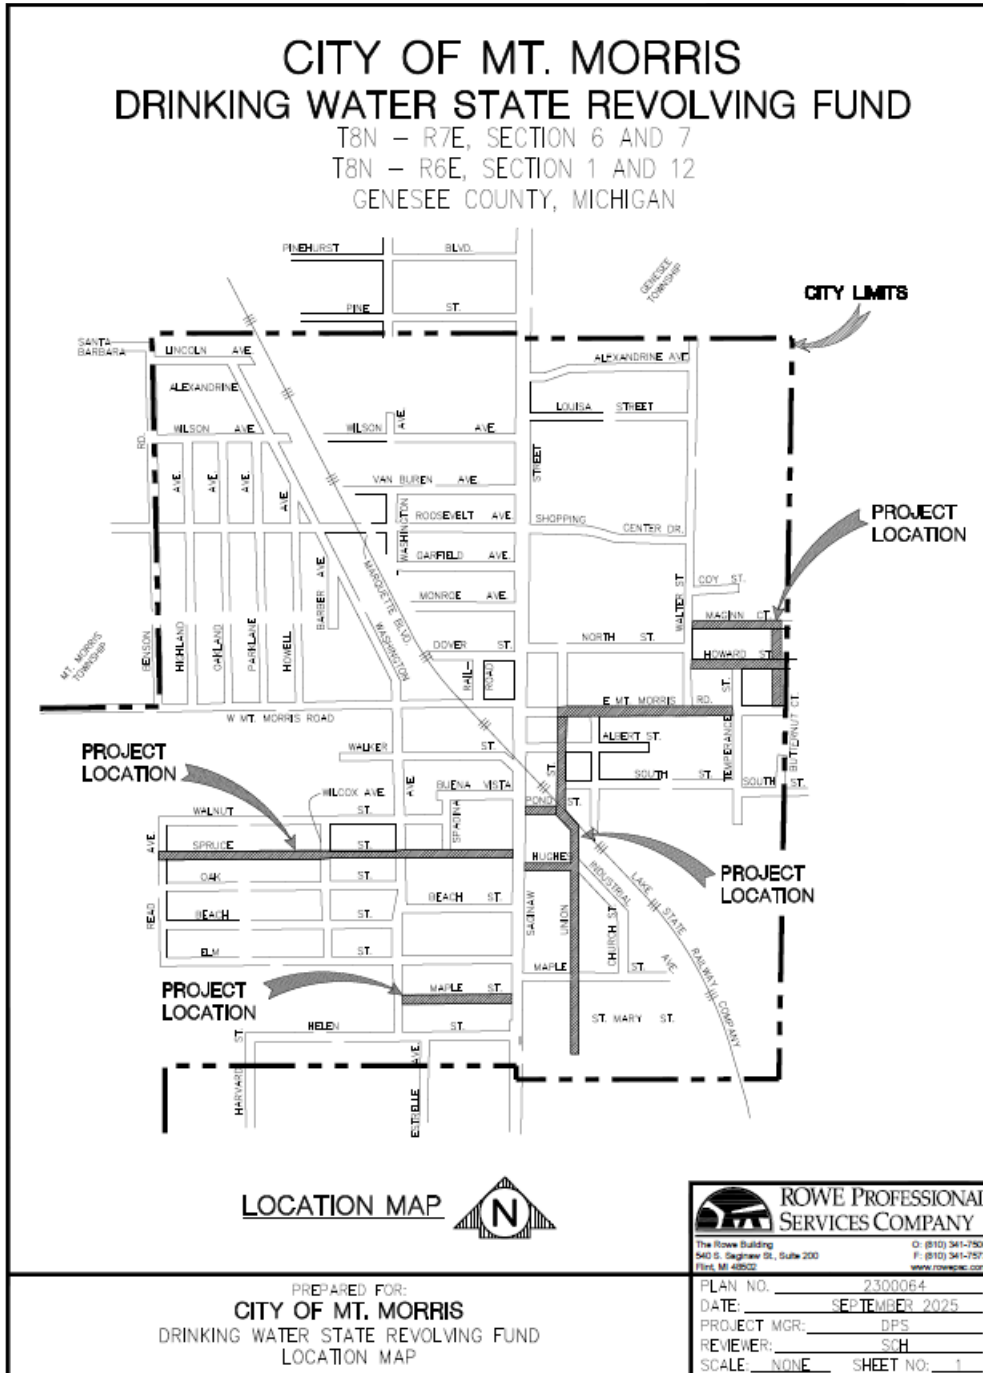 CITY OF MT. MORRIS
DRINKING WATER STATE REVOLVING FUND
T8N – R7E, SECTION 6 AND 7
T8N – R6E, SECTION 1 AND 12
GENESEE COUNTY, MICHIGAN
PINEHURST BLVD.
GENESEE TOWNSHIP
CITY LIMITS
PINE ST.
SANTA BARBARA
LINCOLN AVE.
ALEXANDRINE AVE.
ALEXANDRINE
LOUISA STREET
WILSON AVE.
WILSON AVE.
AVE.
RD.
STREET
VAN BUREN AVE.
AVE.
AVE.
AVE.
AVE.
ROOSEVELT AVE.
SHOPPING CENTER DR.
PROJECT LOCATION
WASHINGTON
GARFIELD AVE.
BARBER AVE.
MARQUETTE BLVD.
WASHINGTON
MONROE AVE.
WALTER ST.
COY ST.
MAGINN CT.
MT. MORRIS TOWNSHIP
BENSON
HIGHLAND
OAKLAND
PARKLANE
HOWELL
DOVER ST.
NORTH ST.
HOWARD ST.
RAIL-ROAD
W MT. MORRIS ROAD
E MT. MORRIS RD.
ST.
TEMPERANCE
BUTTERNUT CT.
ALBERT ST.
PROJECT LOCATION
WALKER ST.
ST.
SOUTH ST.
SOUTH ST.
AVE
BUENA VISTA
WILCOX AVE.
POND ST.
WALNUT ST.
SPADINA
AVE
SPRUCE ST.
HUGHES
INDUSTRIAL
AVE.
LAKE STATE RAILWAY COMPANY
PROJECT LOCATION
OAK ST.
BEACH ST.
READ
BEACH ST.
SAGINAW
UNION
CHURCH ST.
ELM ST.
MAPLE ST.
PROJECT LOCATION
MAPLE ST.
HELEN ST.
ST. MARY ST.
HARVARD ST.
ESTRELLE AVE.
LOCATION MAP
N
ROWE PROFESSIONAL
SERVICES COMPANY
The Rowe Building
540 S. Saginaw St., Suite 200
Flint, MI 48502
O: (810) 341-750
F: (810) 341-757
www.rowepsc.com
PREPARED FOR:
CITY OF MT. MORRIS
DRINKING WATER STATE REVOLVING FUND
LOCATION MAP
PLAN NO. 2300064
DATE: SEPTEMBER 2025
PROJECT MGR: DPS
REVIEWER: SCH
SCALE: NONE SHEET NO: 1